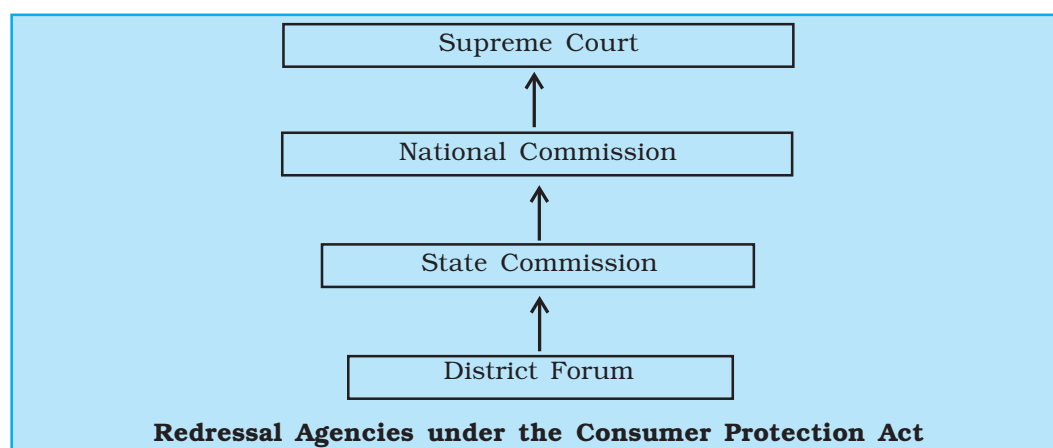 Supreme Court
National Commission
State Commission
District Forum
Redressal Agencies under the Consumer Protection Act